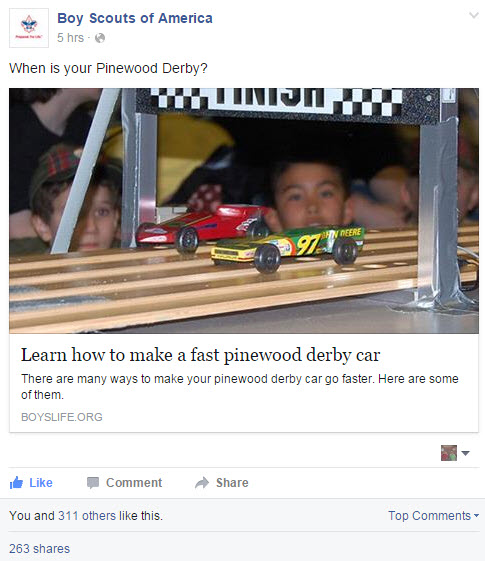 Boy Scouts of America
5 hrs ·
When is your Pinewood Derby?
FINISH
97
Learn how to make a fast pinewood derby car
There are many ways to make your pinewood derby car go faster. Here are some
of them.
BOYSLIFE.ORG
Like Comment Share
You and 311 others like this. Top Comments
263 shares